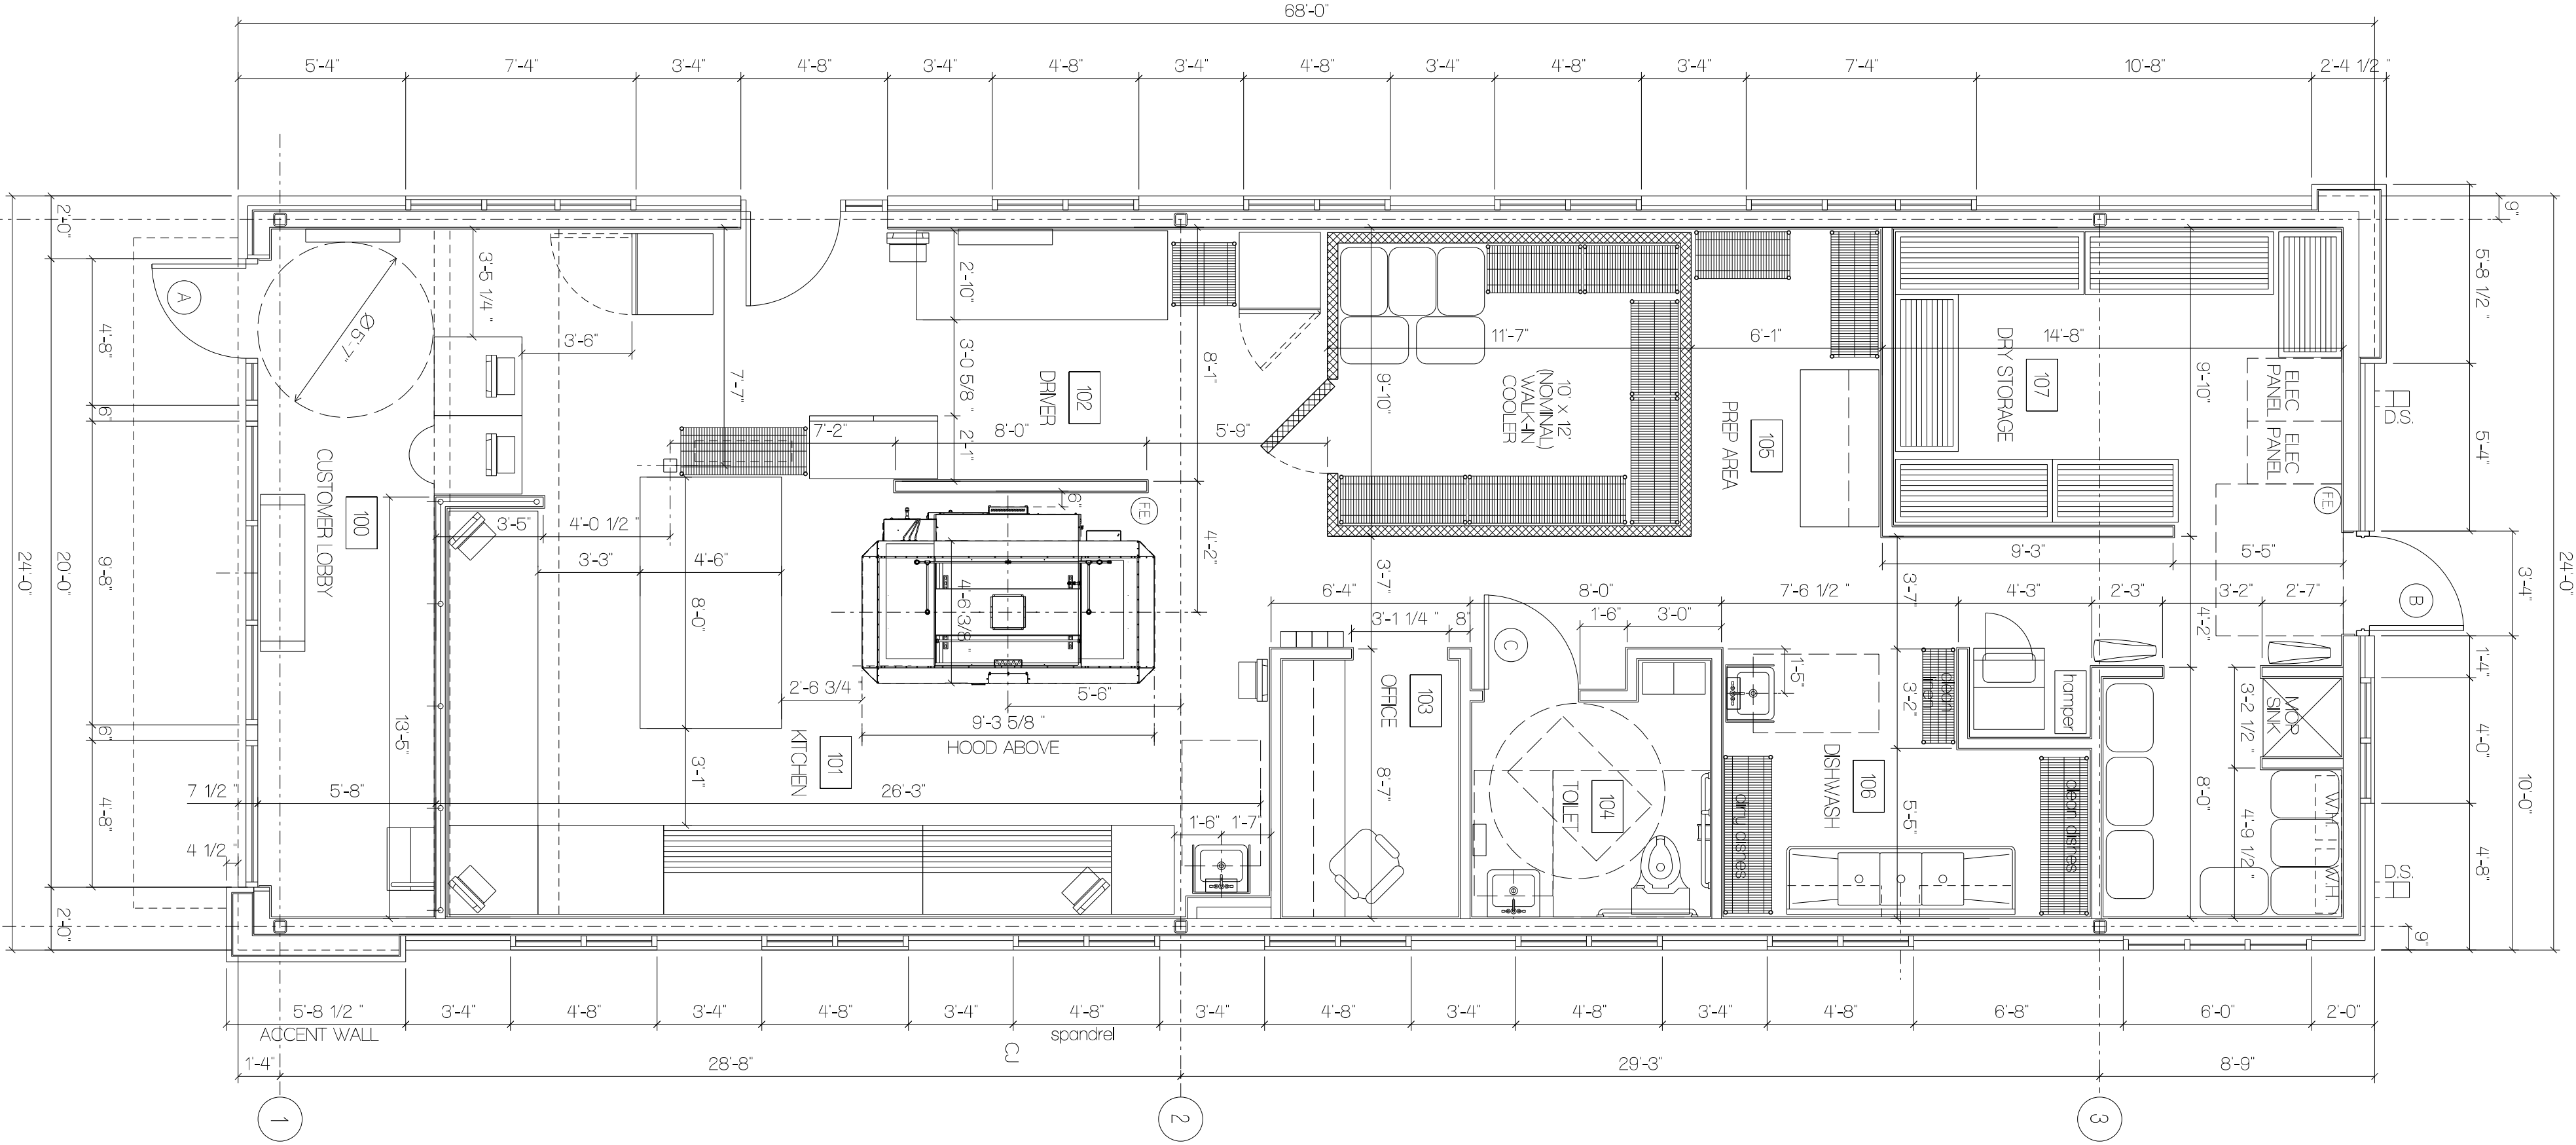 68'-0"
5'-4"
7'-4"
3'-4"
4'-8"
3'-4"
4'-8"
3'-4"
4'-8"
3'-4"
4'-8"
3'-4"
7'-4"
10'-8"
2'-4 1/2 "
2'-0"
9"
24'-0"
20'-0"
4'-8"
6"
9'-8"
6"
4'-8"
2'-0"
A
Ø5'-7"
3'-5 1/4 "
3'-6"
7'-7"
2'-10"
3'-0 5/8 "
2'-1"
DRIVER
102
8'-1"
4'-2"
7'-2"
8'-0"
5'-9"
6"
FE
9'-10"
11'-7"
10' x 12'
(NOMINAL)
WALK-IN
COOLER
6'-1"
PREP AREA
105
14'-8"
DRY STORAGE
107
9'-10"
ELEC
PANEL
ELEC
PANEL
FE
D.S.
5'-8 1/2 "
5'-4"
3'-4"
24'-0"
B
CUSTOMER LOBBY
100
3'-5"
4'-0 1/2 "
3'-3"
4'-6"
8'-0"
4'-6 3/8 "
2'-6 3/4 "
5'-6"
9'-3 5/8 "
HOOD ABOVE
KITCHEN
101
3'-1"
13'-5"
7 1/2 "
5'-8"
26'-3"
1'-6"
1'-7"
4 1/2 "
3'-7"
6'-4"
3'-1 1/4 "
8"
8'-0"
1'-6"
3'-0"
C
OFFICE
103
8'-7"
TOILET
104
7'-6 1/2 "
3'-7"
9'-3"
5'-5"
4'-3"
2'-3"
3'-2"
2'-7"
4'-2"
1'-5"
3'-2"
clean
linen
hamper
DISHWASH
106
5'-5"
dirty dishes
clean dishes
8'-0"
3'-2 1/2 "
MOP
SINK
4'-9 1/2"
W.H.
W.H.
D.S.
1'-4"
4'-0"
10'-0"
4'-8"
9"
5'-8 1/2 "
ACCENT WALL
3'-4"
4'-8"
3'-4"
4'-8"
3'-4"
4'-8"
spandrel
CJ
3'-4"
4'-8"
3'-4"
4'-8"
3'-4"
4'-8"
6'-8"
6'-0"
2'-0"
1'-4"
28'-8"
29'-3"
8'-9"
1
2
3